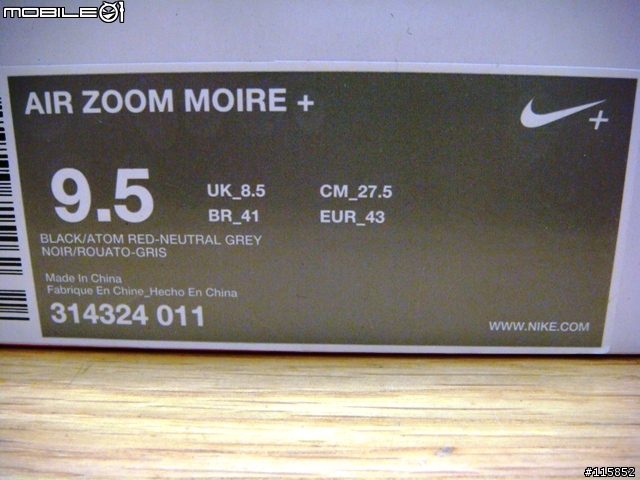 MOBILE01
AIR ZOOM MOIRE +
+
9.5
UK_8.5 CM_27.5
BR_41 EUR_43
BLACK/ATOM RED-NEUTRAL GREY
NOIR/ROUATO-GRIS
Made In China
Fabrique En Chine_Hecho En China
314324 011
WWW.NIKE.COM
#115852